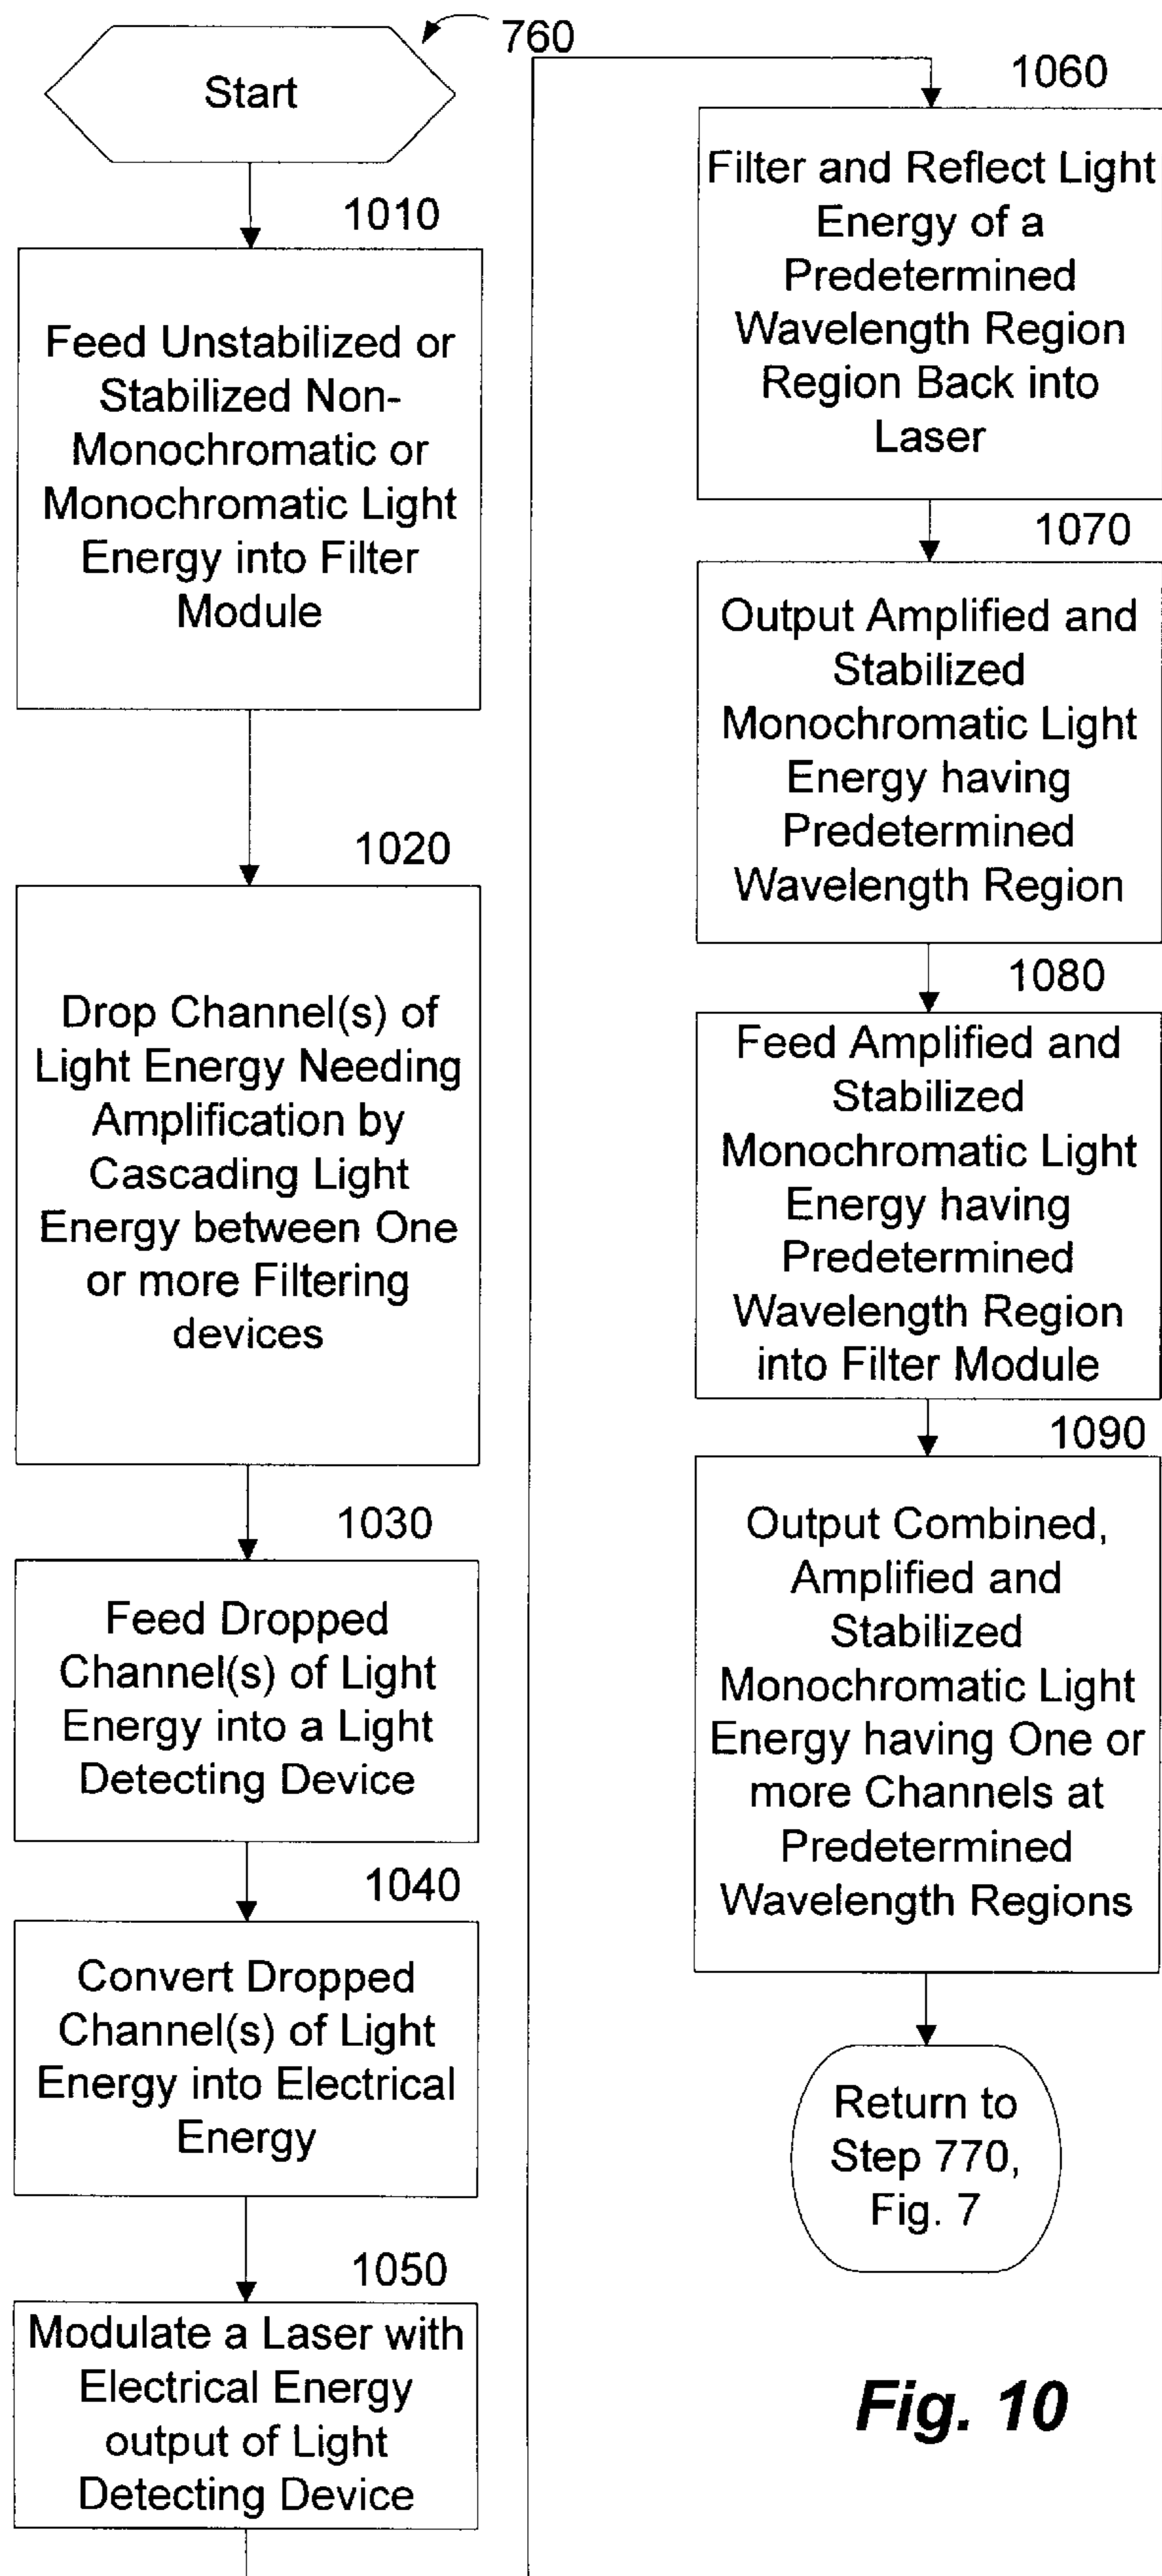 760
Start
1010
Feed Unstabilized or
Stabilized Non-
Monochromatic or
Monochromatic Light
Energy into Filter
Module
1020
Drop Channel(s) of
Light Energy Needing
Amplification by
Cascading Light
Energy between One
or more Filtering
devices
1030
Feed Dropped
Channel(s) of Light
Energy into a Light
Detecting Device
1040
Convert Dropped
Channel(s) of Light
Energy into Electrical
Energy
1050
Modulate a Laser with
Electrical Energy
output of Light
Detecting Device
1060
Filter and Reflect Light
Energy of a
Predetermined
Wavelength Region
Region Back into
Laser
1070
Output Amplified and
Stabilized
Monochromatic Light
Energy having
Predetermined
Wavelength Region
1080
Feed Amplified and
Stabilized
Monochromatic Light
Energy having
Predetermined
Wavelength Region
into Filter Module
1090
Output Combined,
Amplified and
Stabilized
Monochromatic Light
Energy having One or
more Channels at
Predetermined
Wavelength Regions
Return to
Step 770,
Fig. 7
Fig. 10